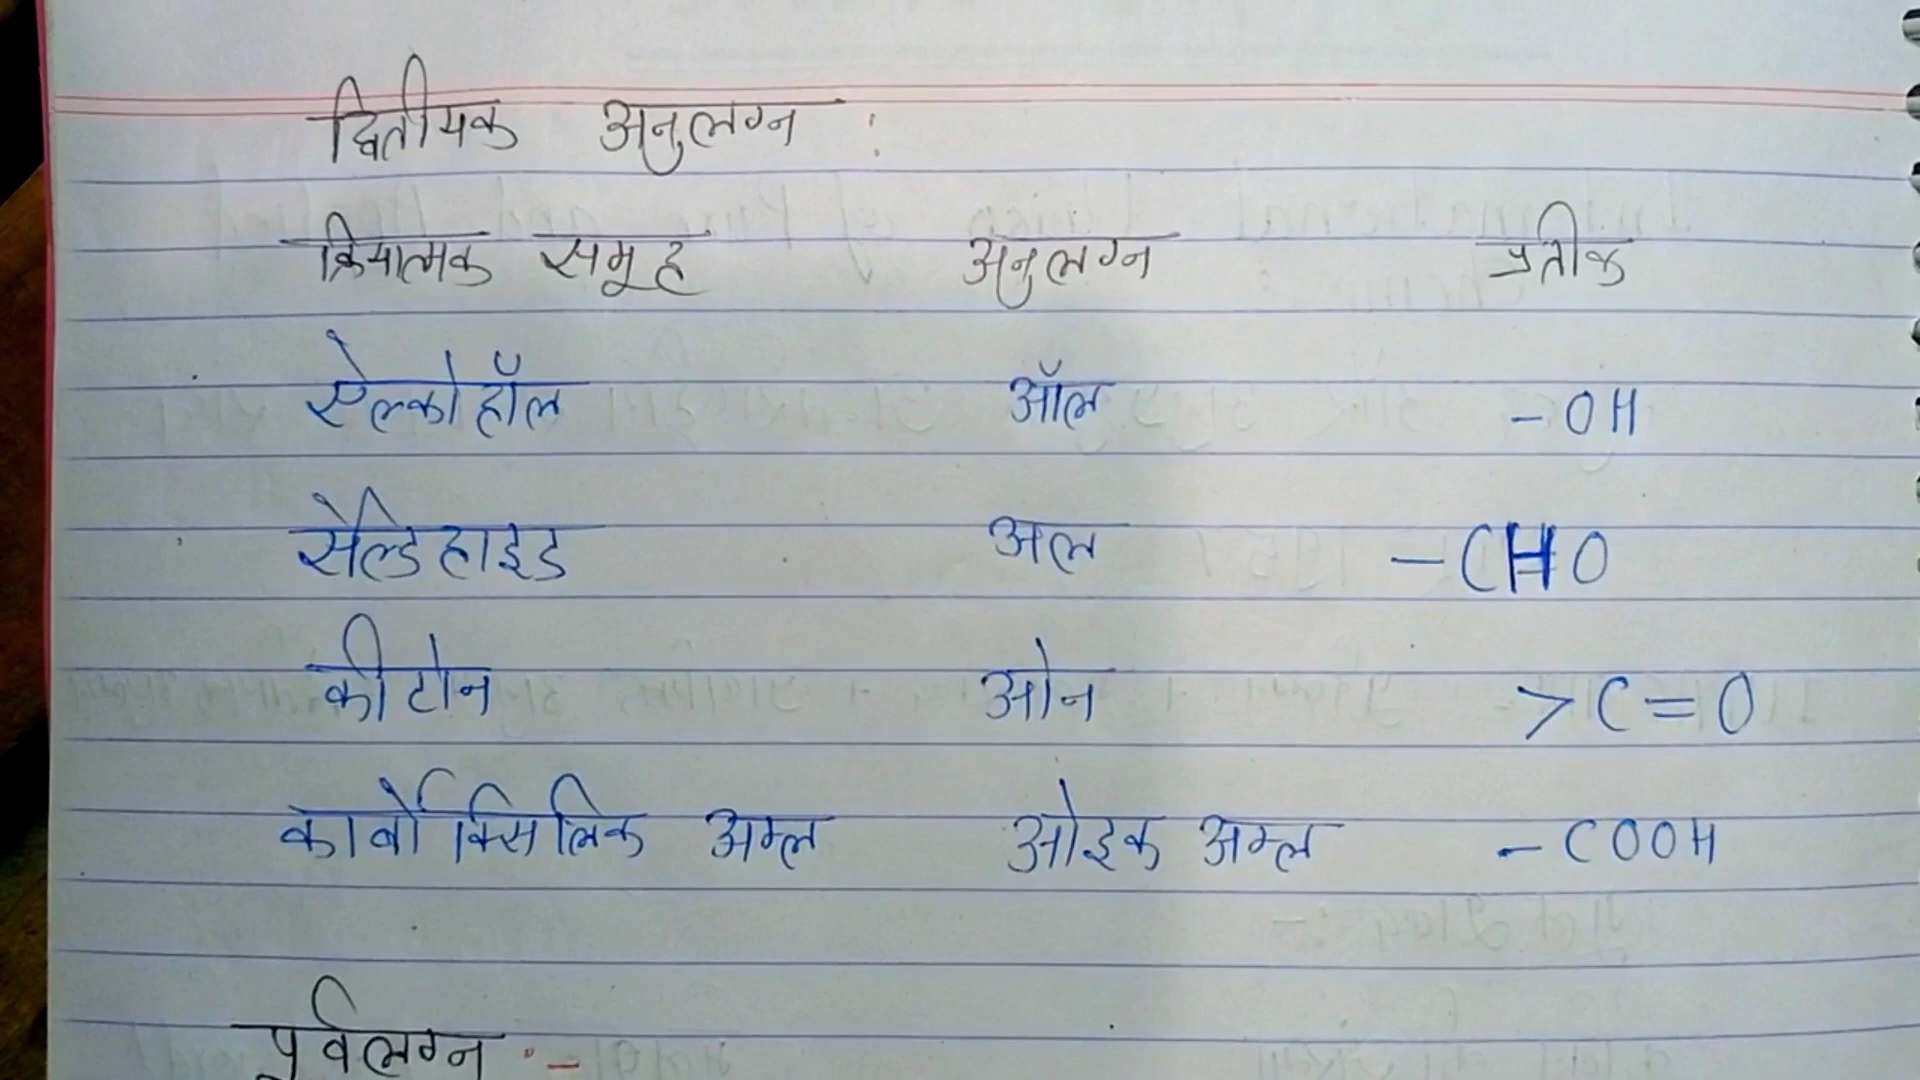 द्वितीयक अनुलग्न :
क्रियात्मक समूह अनुलग्न प्रतीक
ऐल्कोहॉल ऑल - OH
सेल्डिहाइड अल - CHO
कीटोन ओन > C = O
कार्बोक्सिलिक अम्ल ओइक अम्ल - COOH
पूर्वलग्न :-